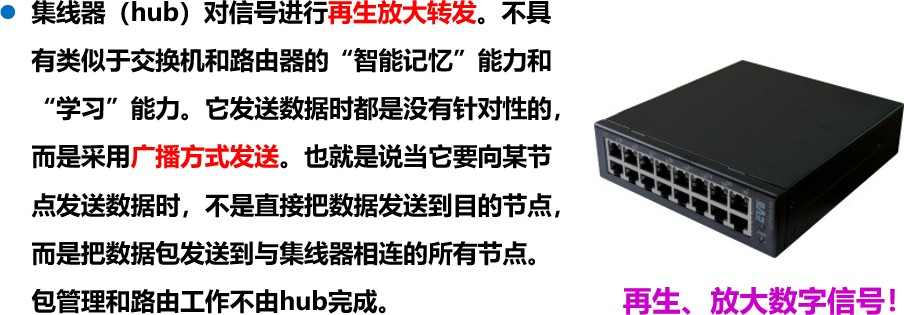 集线器（hub）对信号进行再生放大转发。不具
有类似于交换机和路由器的“智能记忆”能力和
“学习”能力。它发送数据时都是没有针对性的，
而是采用广播方式发送。也就是说当它要向某节
点发送数据时，不是直接把数据发送到目的节点，
而是把数据包发送到与集线器相连的所有节点。
包管理和路由工作不由hub完成。
再生、放大数字信号！